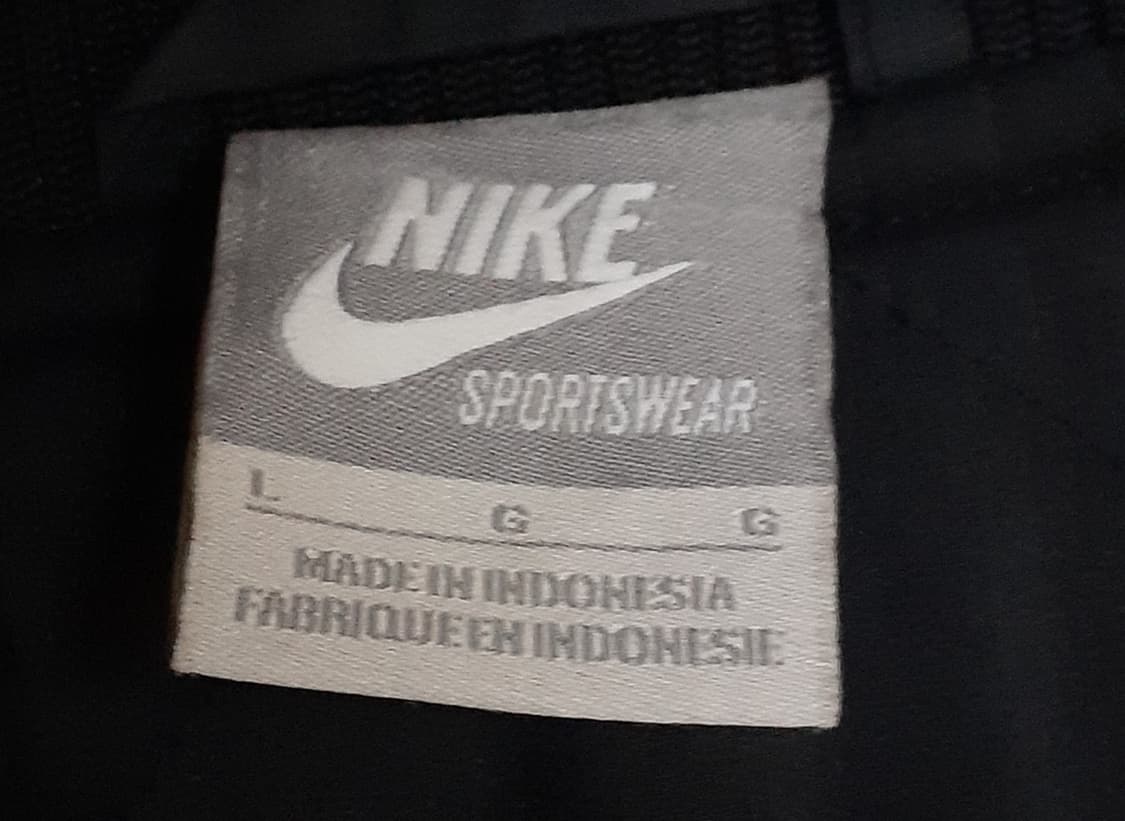 NIKE
SPORTSWEAR
L G G
MADE IN INDONESIA
FABRIQUE EN INDONESIE